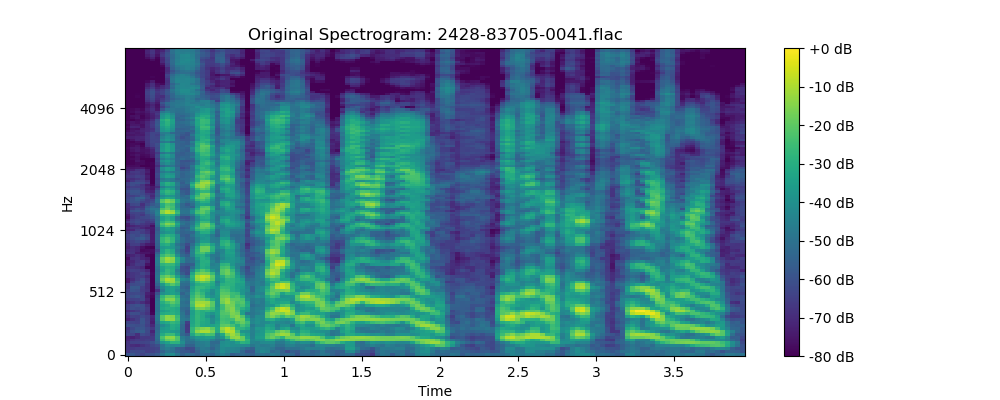 Original Spectrogram: 2428-83705-0041.flac
Hz
4096
2048
1024
512
0
0 0.5 1 1.5 2 2.5 3 3.5
Time
+0 dB
-10 dB
-20 dB
-30 dB
-40 dB
-50 dB
-60 dB
-70 dB
-80 dB